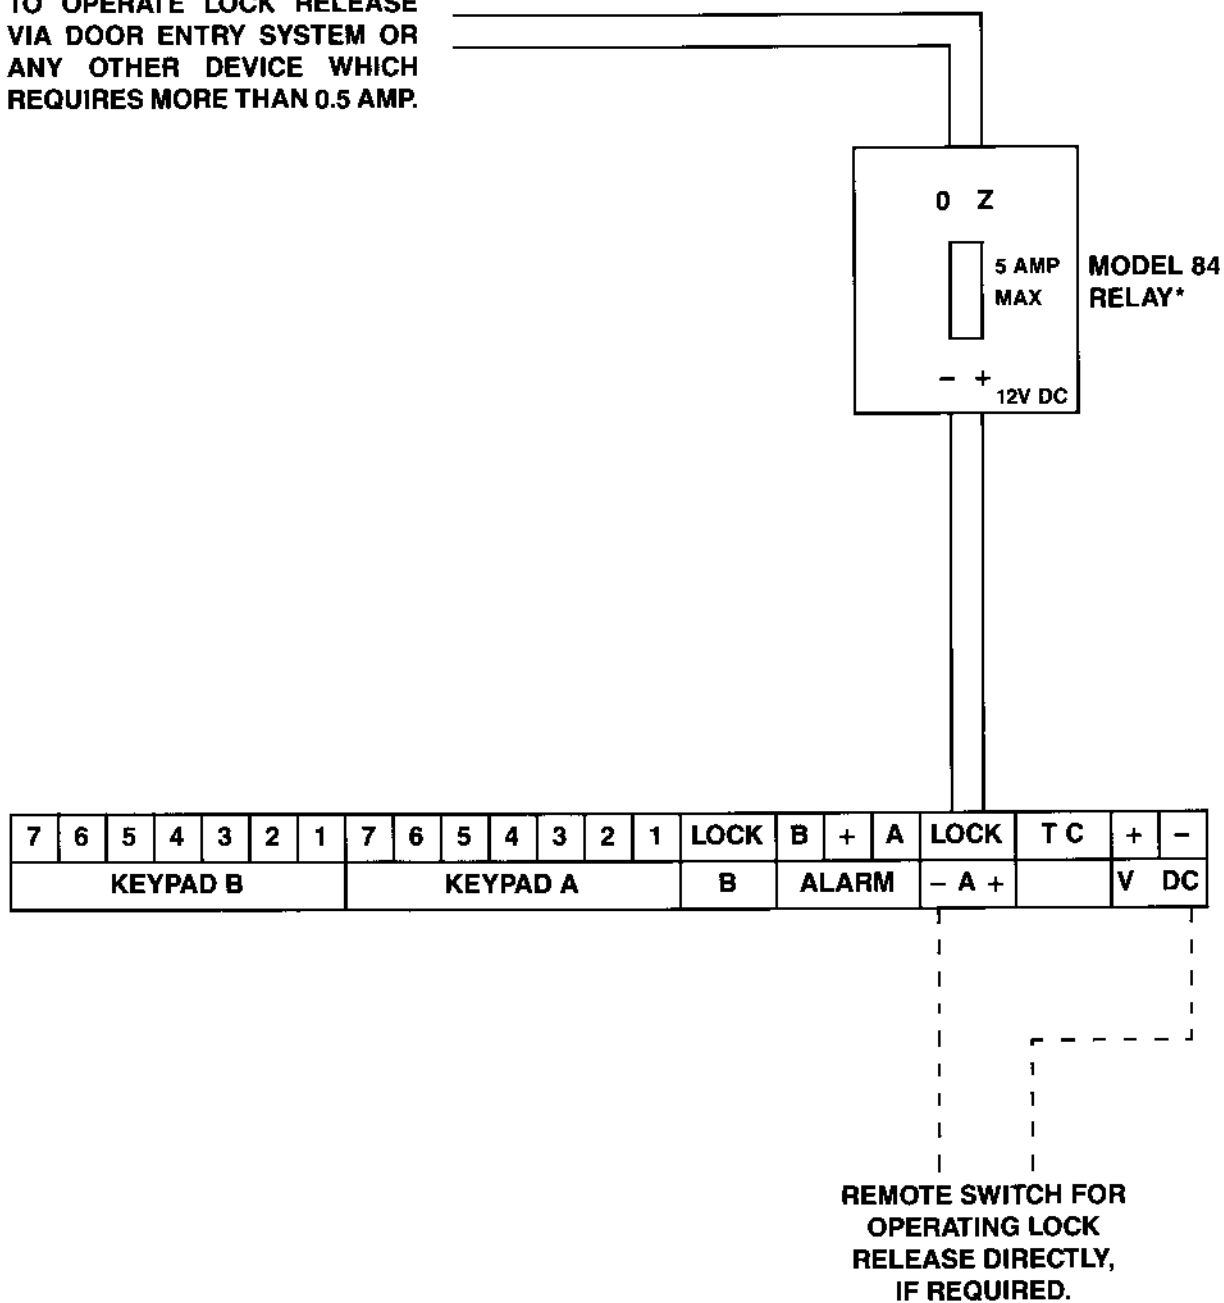 TO OPERATE LOCK RELEASE
VIA DOOR ENTRY SYSTEM OR
ANY OTHER DEVICE WHICH
REQUIRES MORE THAN 0.5 AMP.
0 Z
5 AMP
MAX
MODEL 84
RELAY*
- +
12V DC
7 6 5 4 3 2 1 7 6 5 4 3 2 1 LOCK B + A LOCK T C + -
KEYPAD B KEYPAD A B ALARM - A + V DC
REMOTE SWITCH FOR
OPERATING LOCK
RELEASE DIRECTLY,
IF REQUIRED.